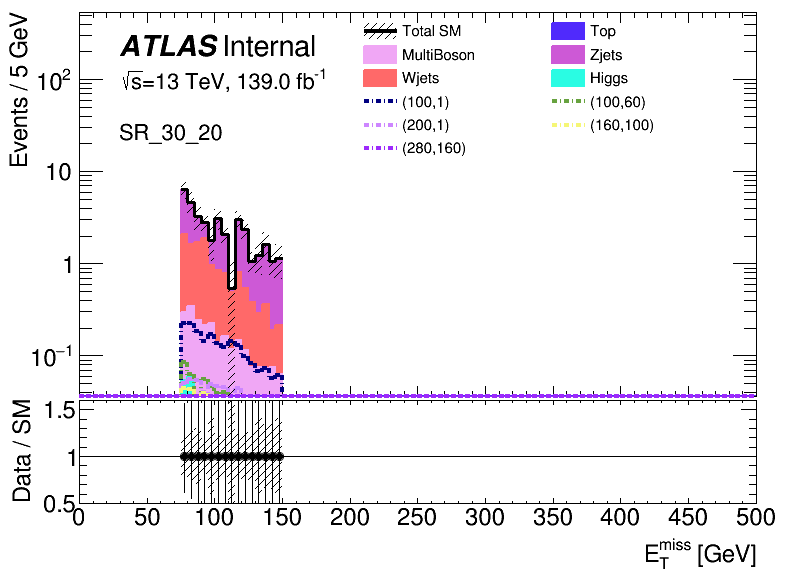 ATLAS Internal
√s=13 TeV, 139.0 fb⁻¹
SR_30_20
Total SM
Top
MultiBoson
Zjets
Wjets
Higgs
(100,1)
(100,60)
(200,1)
(160,100)
(280,160)
Events / 5 GeV
10²
10
1
10⁻¹
Data / SM
1.5
1
0.5
0 50 100 150 200 250 300 350 400 450 500
E_T^miss [GeV]